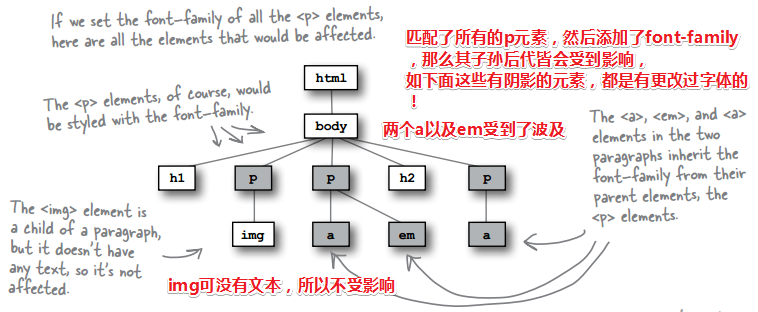 If we set the font-family of all the <p> elements,
here are all the elements that would be affected.
匹配了所有的p元素，然后添加了font-family
，那么其子孙后代皆会受到影响，
如下面这些有阴影的元素，都是有更改过字体的
！
html
The <p> elements, of course, would
be styled with the font-family.
body
两个a以及em受到了波及
The <a>, <em>, and <a>
elements in the two
paragraphs inherit the
font-family from their
parent elements, the
<p> elements.
h1 p p h2 p
The <img> element is
a child of a paragraph,
but it doesn't have
any text, so it's not
affected.
img a em a
img可没有文本，所以不受影响